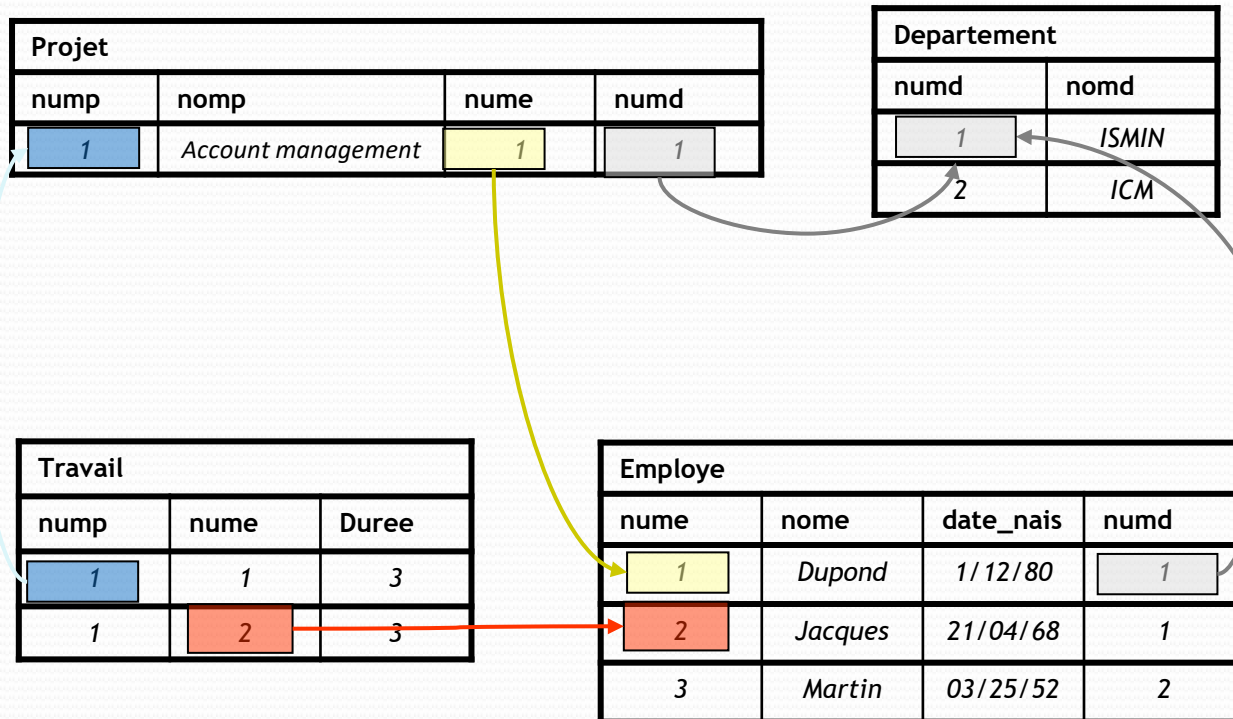 Projet
nump nomp nume numd
1 Account management 1 1
Departement
numd nomd
1 ISMIN
2 ICM
Travail
nump nume Duree
1 1 3
1 2 3
Employe
nume nome date_nais numd
1 Dupond 1/12/80 1
2 Jacques 21/04/68 1
3 Martin 03/25/52 2